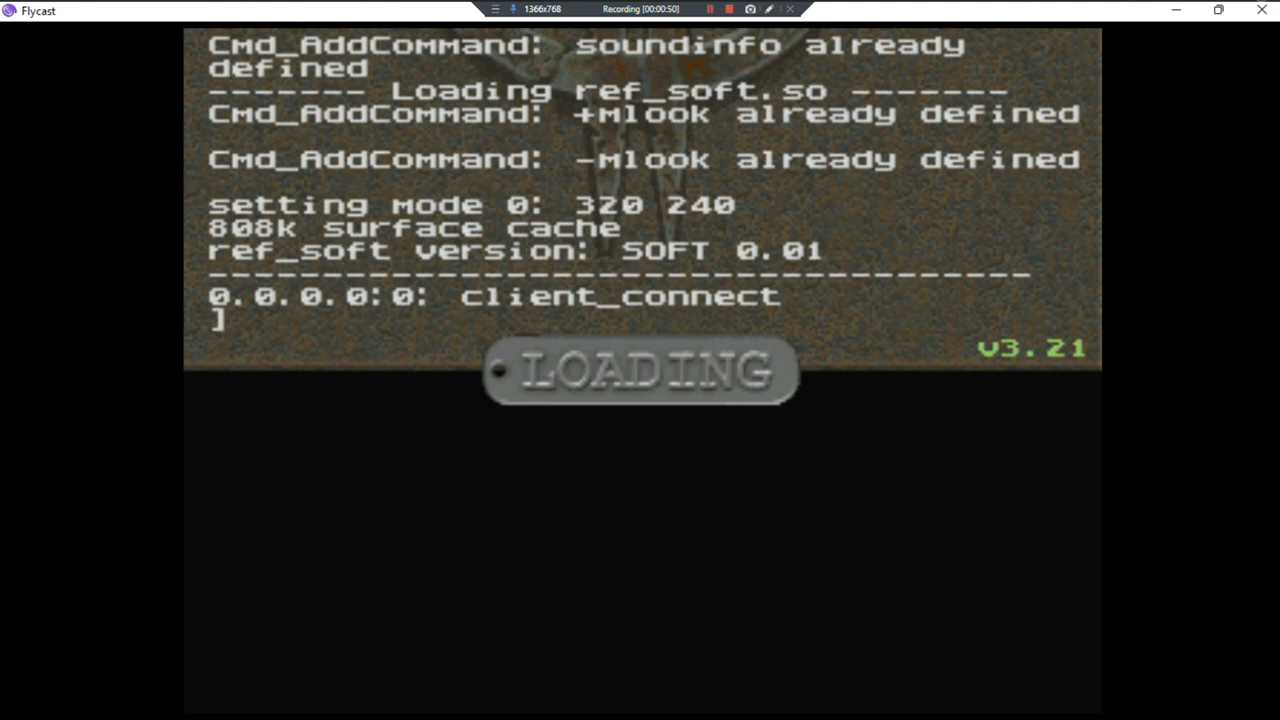 Flycast
1366x768
Recording [00:00:50]
Cmd_AddCommand: soundinfo already
defined
------- Loading ref_soft.so -------
Cmd_AddCommand: +mlook already defined
Cmd_AddCommand: -mlook already defined
setting mode 0: 320 240
808k surface cache
ref_soft version: SOFT 0.01
------------------------------------
0.0.0.0:0: client_connect
]
v3.21
LOADING